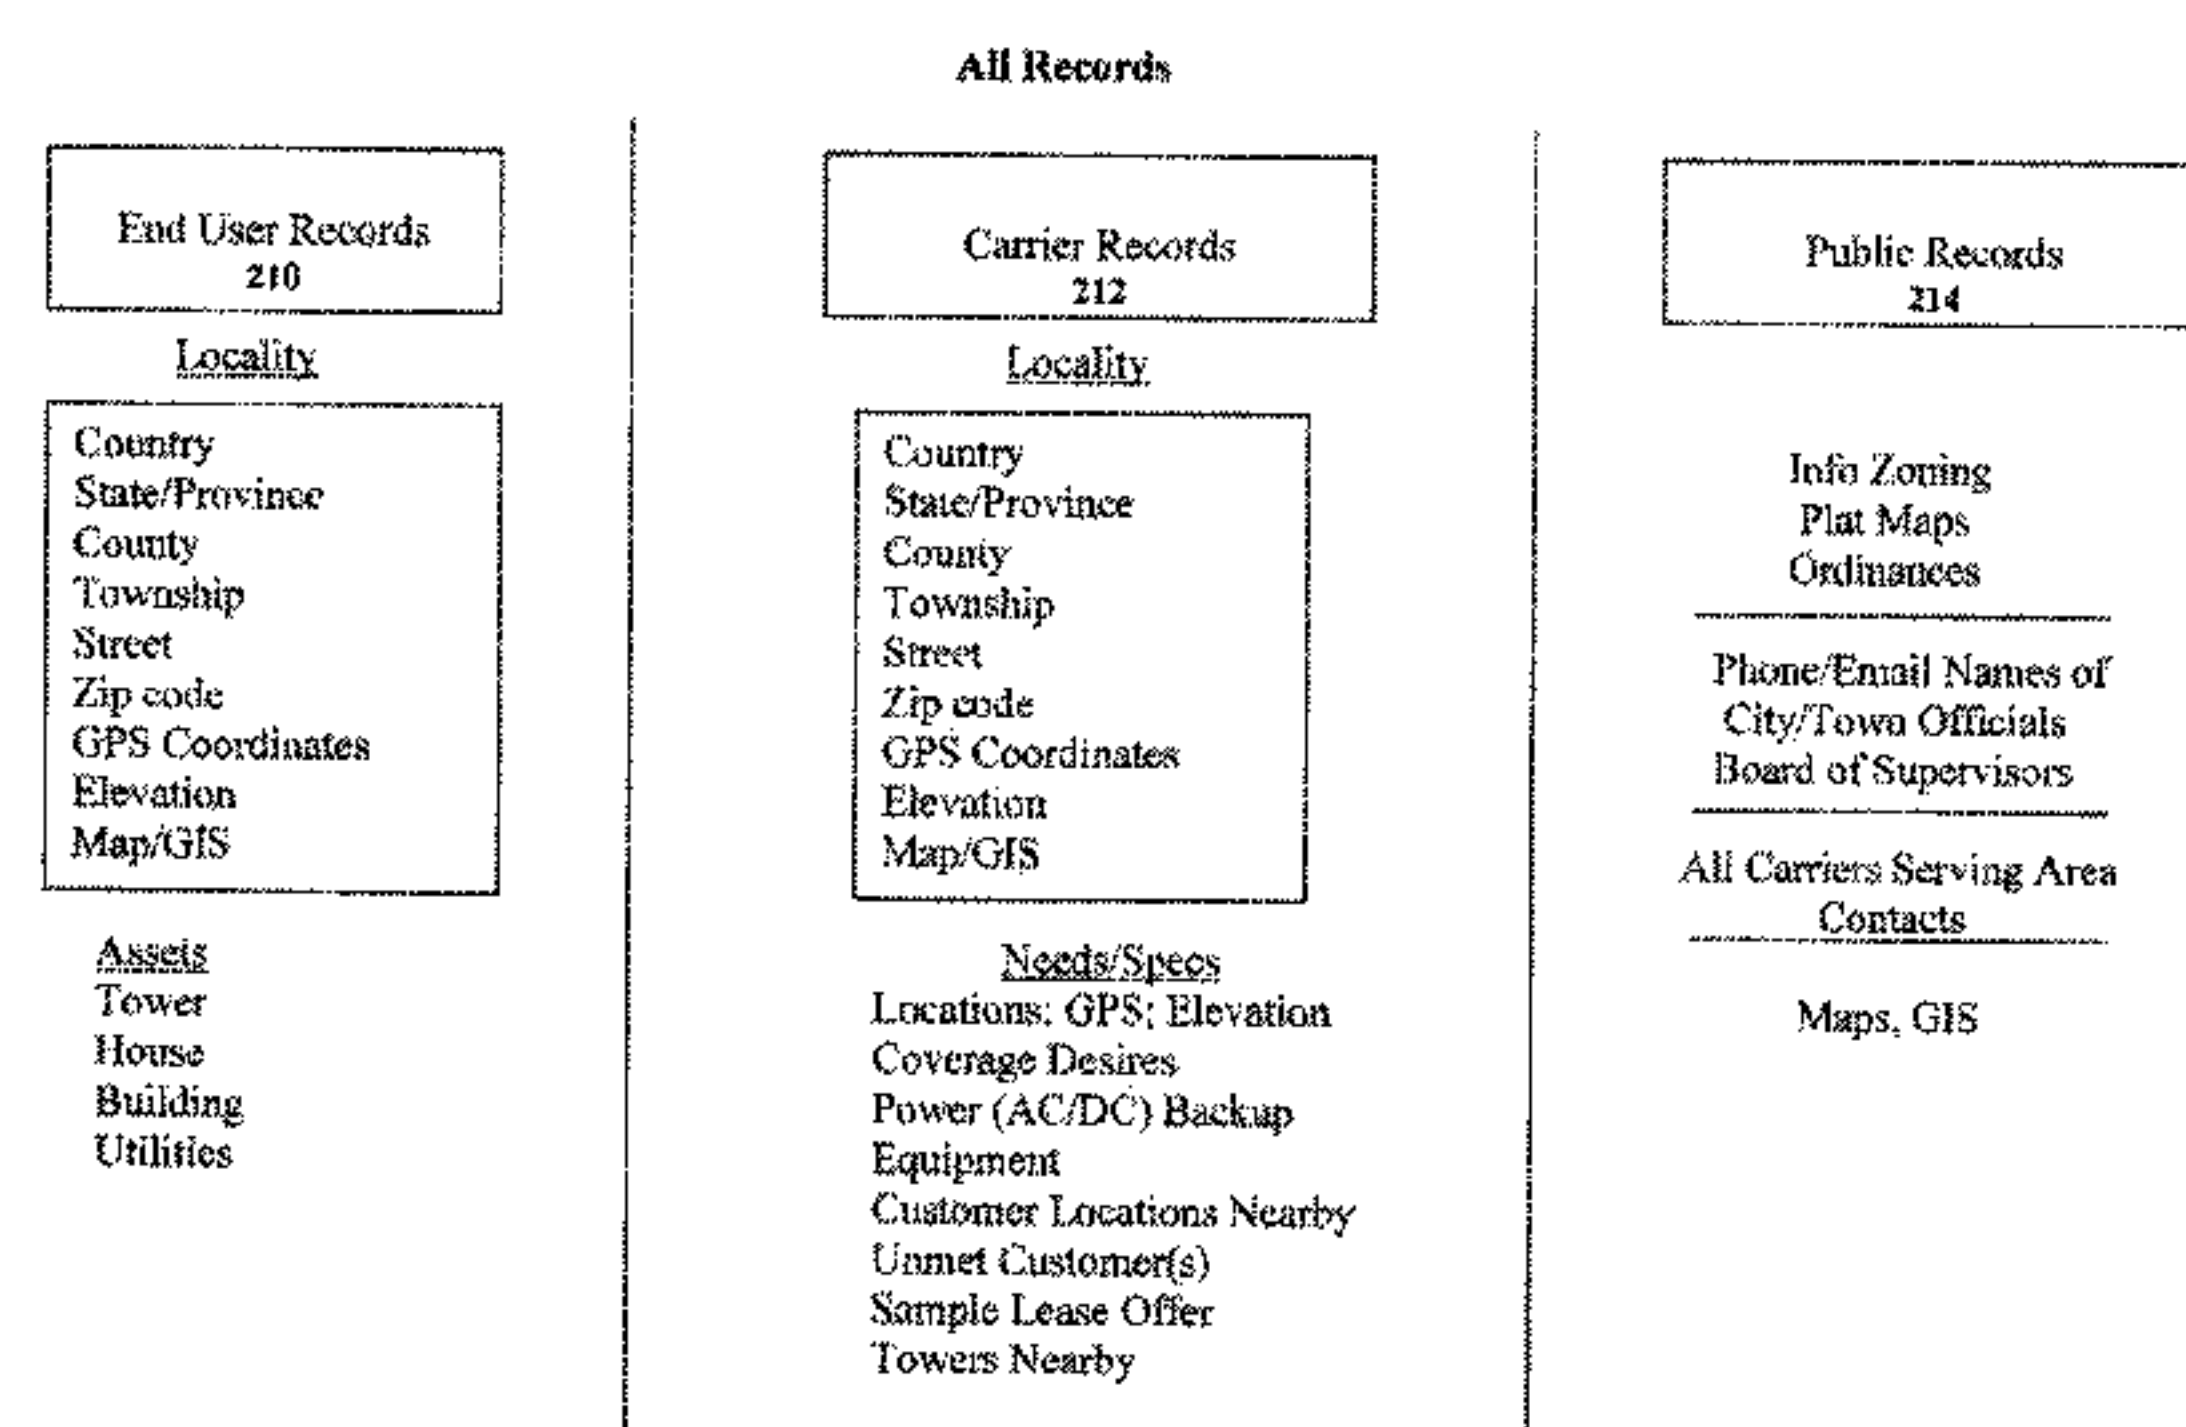 All Records
End User Records
210
Locality
Country
State/Province
County
Township
Street
Zip code
GPS Coordinates
Elevation
Map/GIS
Assets
Tower
House
Building
Utilities
Carrier Records
212
Locality
Country
State/Province
County
Township
Street
Zip code
GPS Coordinates
Elevation
Map/GIS
Needs/Specs
Locations: GPS; Elevation
Coverage Desires
Power (AC/DC) Backup
Equipment
Customer Locations Nearby
Unmet Customer(s)
Sample Lease Offer
Towers Nearby
Public Records
214
Info Zoning
Plat Maps
Ordinances
Phone/Email Names of
City/Town Officials
Board of Supervisors
All Carriers Serving Area
Contacts
Maps, GIS